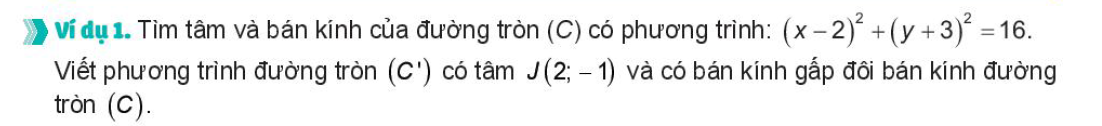 Ví dụ 1. Tìm tâm và bán kính của đường tròn (C) có phương trình: (x − 2)² + (y + 3)² = 16.
Viết phương trình đường tròn (C') có tâm J(2; − 1) và có bán kính gấp đôi bán kính đường
tròn (C).